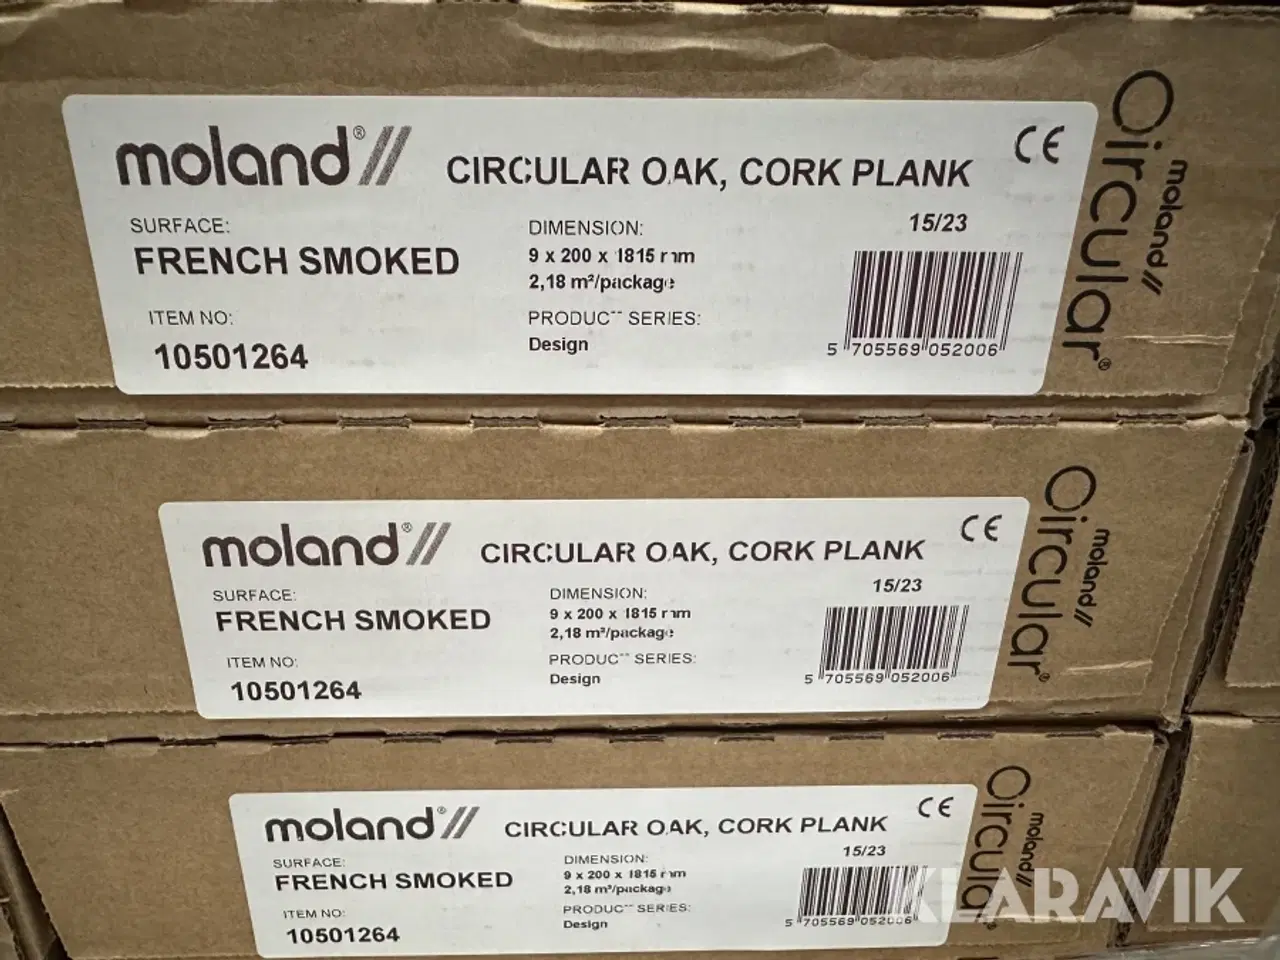 moland®//
CIRCULAR OAK, CORK PLANK
CE
SURFACE:
FRENCH SMOKED
ITEM NO:
10501264
DIMENSION:
9 x 200 x 1815 mm
2,18 m²/package
PRODUCT SERIES:
Design
15/23
5 705569 052006
Circular®
moland//
moland®//
CIRCULAR OAK, CORK PLANK
CE
SURFACE:
FRENCH SMOKED
ITEM NO:
10501264
DIMENSION:
9 x 200 x 1815 mm
2,18 m²/package
PRODUCT SERIES:
Design
15/23
5 705569 052006
Circular®
moland//
moland®//
CIRCULAR OAK, CORK PLANK
CE
SURFACE:
FRENCH SMOKED
ITEM NO:
10501264
DIMENSION:
9 x 200 x 1815 mm
2,18 m²/package
PRODUCT SERIES:
Design
15/23
5 705569 052006
Circular
moland//
KLARAVIK